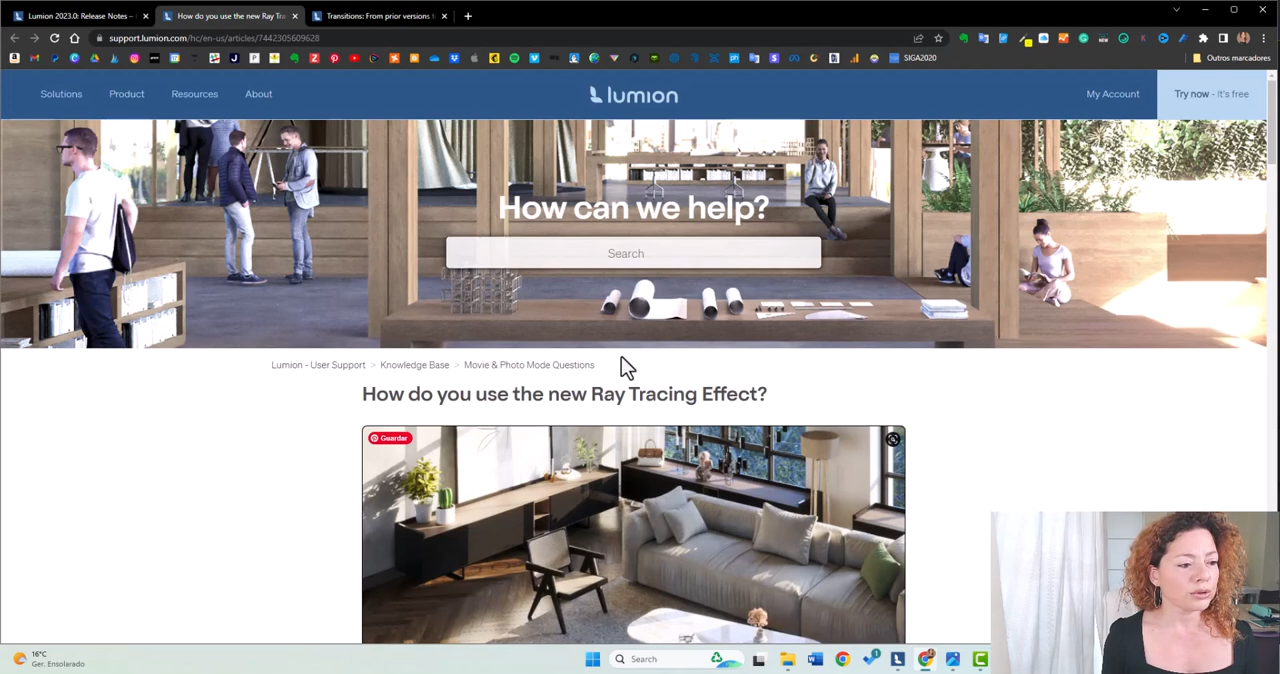 Lumion 2023.0: Release Notes –
How do you use the new Ray Tra
Transitions: From prior versions t
support.lumion.com/hc/en-us/articles/7442305609628
SIGA2020
Outros marcadores
Solutions
Product
Resources
About
lumion
My Account
Try now - It's free
How can we help?
Search
Lumion - User Support > Knowledge Base > Movie & Photo Mode Questions
How do you use the new Ray Tracing Effect?
Guardar
16°C
Ger. Ensolarado
Search